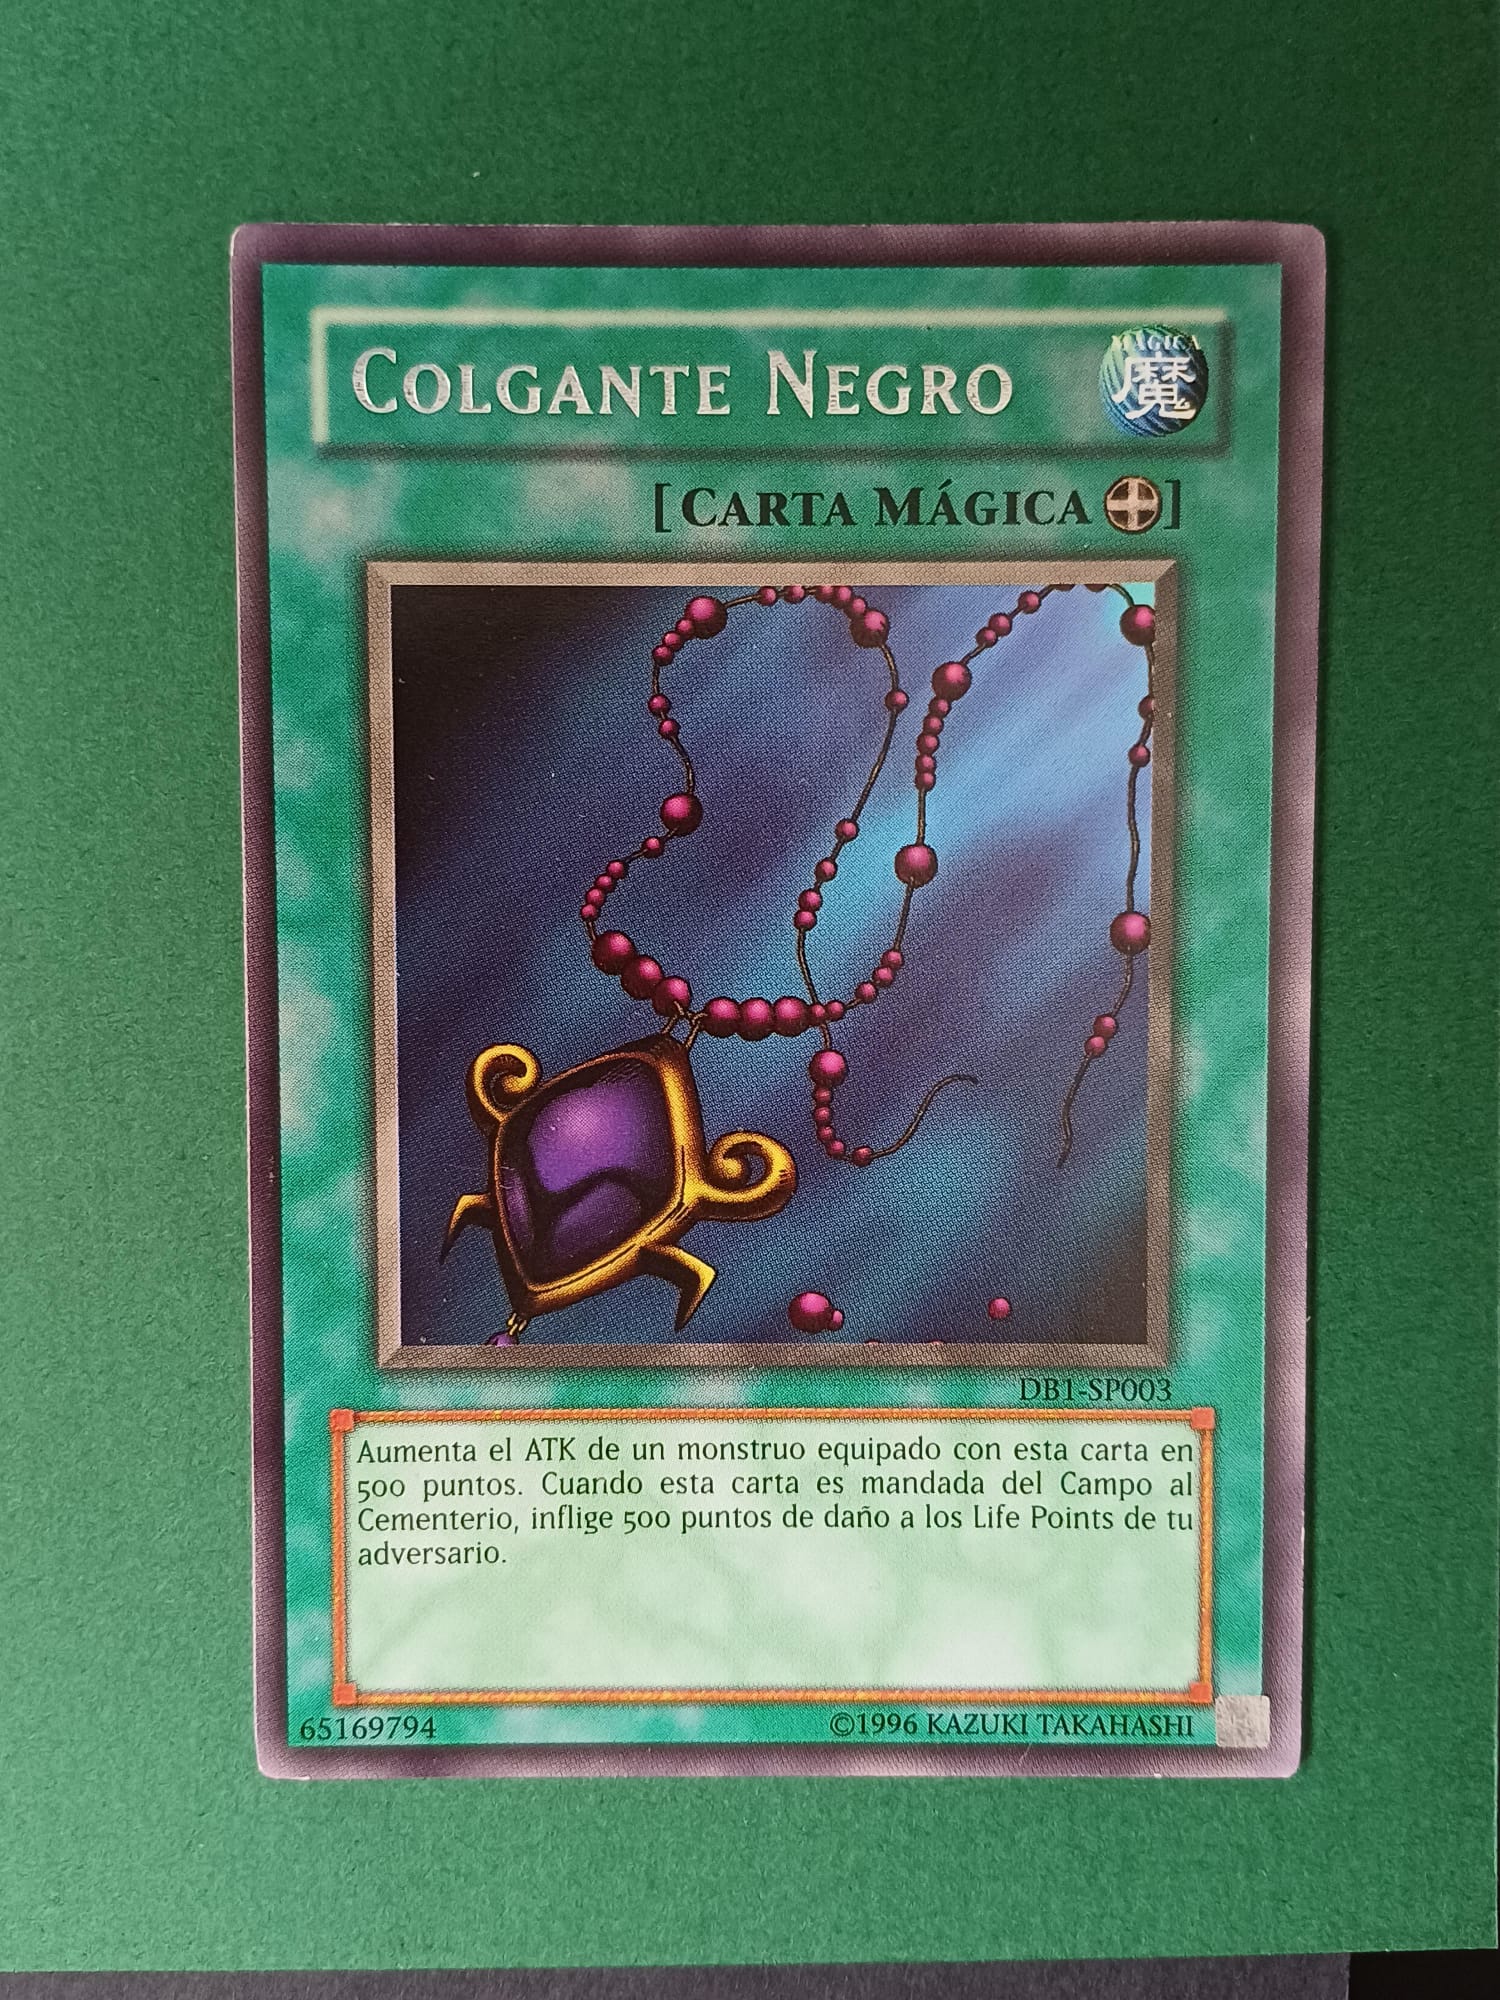 COLGANTE NEGRO
MAGICA
魔
[CARTA MÁGICA]
DB1-SP003
Aumenta el ATK de un monstruo equipado con esta carta en
500 puntos. Cuando esta carta es mandada del Campo al
Cementerio, inflige 500 puntos de daño a los Life Points de tu
adversario.
65169794
©1996 KAZUKI TAKAHASHI